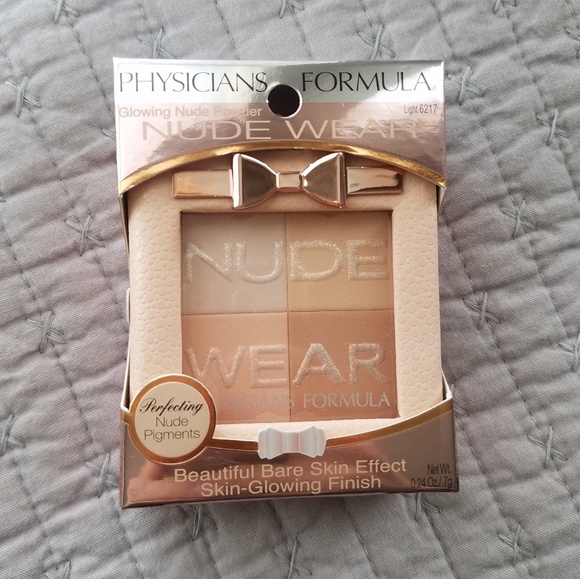 PHYSICIANS FORMULA
Glowing Nude Powder
Light 6217
NUDE WEAR
NUDE
WEAR
PHYSICIANS FORMULA
Perfecting
Nude
Pigments
Beautiful Bare Skin Effect
Skin-Glowing Finish
Net Wt.
0.24 Oz / 7g